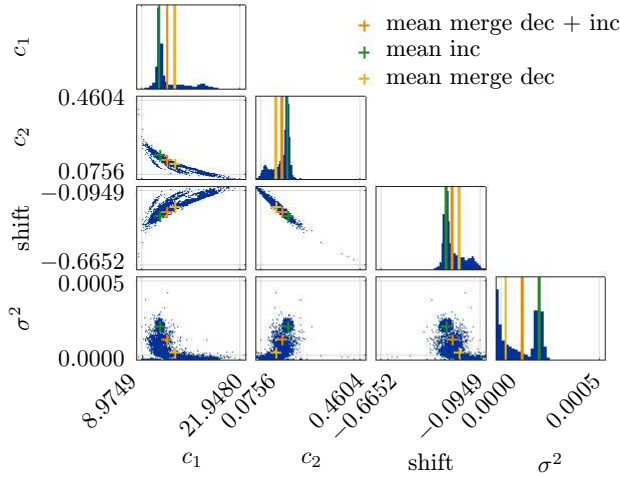 mean merge dec + inc
mean inc
mean merge dec
c₁
0.4604
c₂
0.0756
−0.0949
shift
−0.6652
0.0005
σ²
0.0000
8.9749
21.9480
0.0756
0.4604
−0.6652
−0.0949
0.0000
0.0005
c₁
c₂
shift
σ²